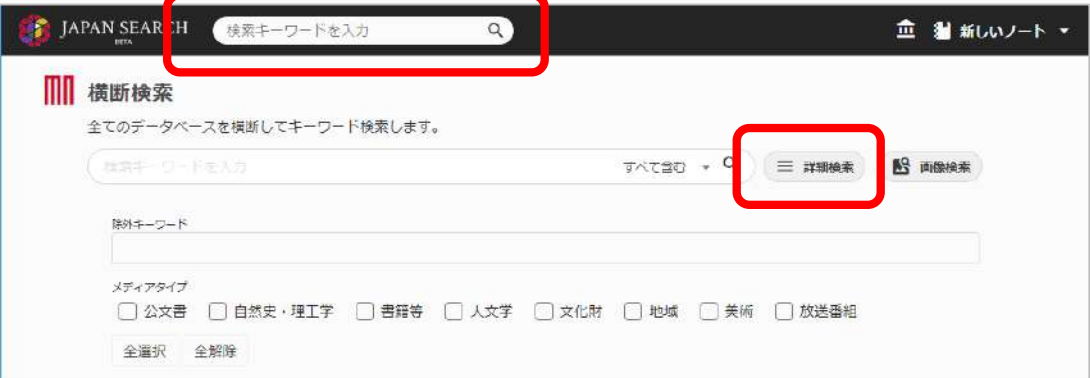 JAPAN SEARCH
BETA
検索キーワードを入力
新しいノート
横断検索
全てのデータベースを横断してキーワード検索します。
検索キーワードを入力 すべて含む 詳細検索 画像検索
除外キーワード
メディアタイプ
公文書 自然史・理工学 書籍等 人文学 文化財 地域 美術 放送番組
全選択 全解除